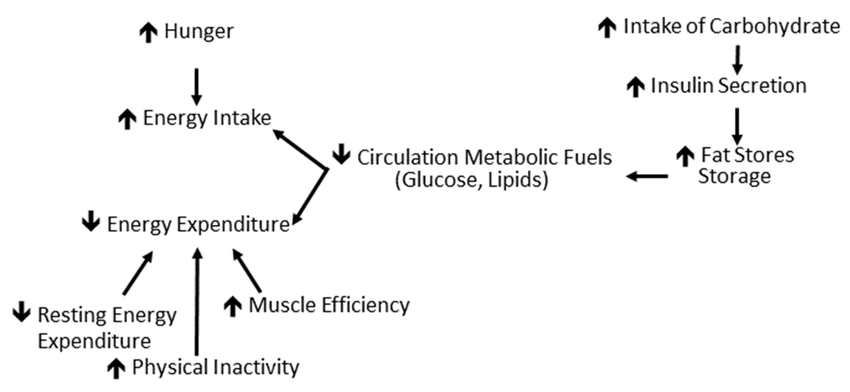 Hunger
Intake of Carbohydrate
Insulin Secretion
Energy Intake
Circulation Metabolic Fuels
(Glucose, Lipids)
Fat Stores
Storage
Energy Expenditure
Resting Energy
Expenditure
Muscle Efficiency
Physical Inactivity